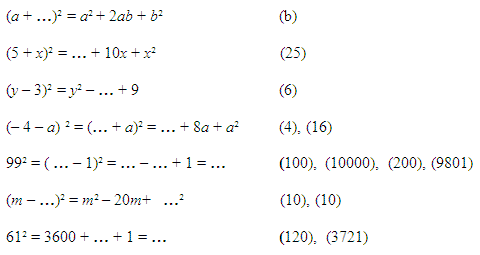 (a + …)² = a² + 2ab + b² (b)
(5 + x)² = … + 10x + x² (25)
(y – 3)² = y² – … + 9 (6)
(– 4 – a) ² = (… + a)² = … + 8a + a² (4), (16)
99² = ( … – 1)² = … – … + 1 = … (100), (10000), (200), (9801)
(m – …)² = m² – 20m+ …² (10), (10)
61² = 3600 + … + 1 = … (120), (3721)